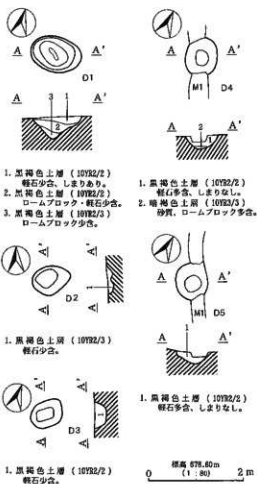 A A'
D1
A 3 1 A'
2
1. 黒褐色土層 (10YR2/2)
軽石少含、しまりあり。
2. 黒褐色土層 (10YR2/2)
ロームブロック・軽石少含。
3. 黒褐色土層 (10YR2/3)
ローム少含。
A A'
M1 D4
A 2 A'
1. 黒褐色土層 (10YR2/2)
軽石多含、しまりなし。
2. 暗褐色土層 (10YR3/3)
砂質、ロームブロック多含。
A' A'
1
D2
A A
1. 黒褐色土層 (10YR2/3)
軽石少含。
A A'
M1 D5
1
A A'
1. 黒褐色土層 (10YR2/2)
軽石多含、しまりなし。
A' A'
1
D3
A A
1. 黒褐色土層 (10YR2/2)
軽石少含。
標高 678.60m
(1:80)
0 2m